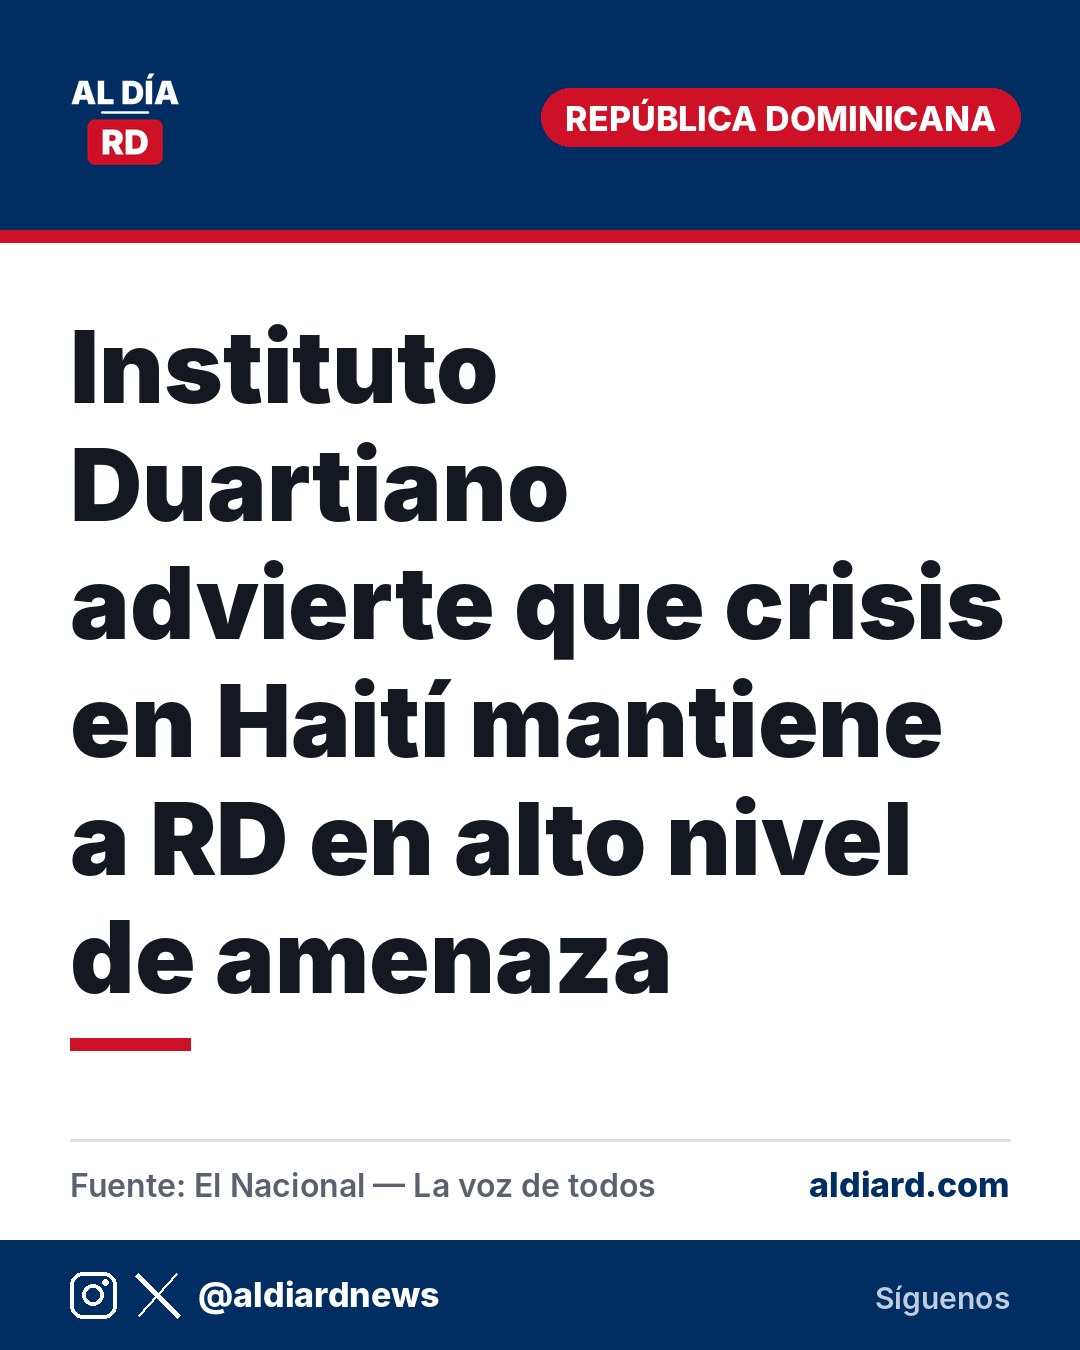 AL DÍA
RD
REPÚBLICA DOMINICANA
Instituto
Duartiano
advierte que crisis
en Haití mantiene
a RD en alto nivel
de amenaza
Fuente: El Nacional — La voz de todos
aldiard.com
@aldiardnews
Síguenos